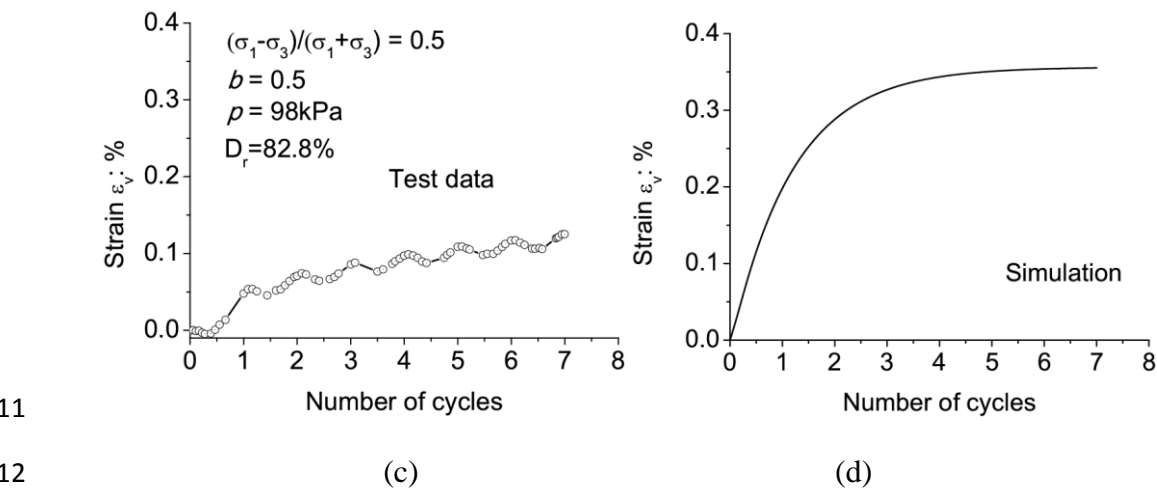 0.4
(σ₁-σ₃)/(σ₁+σ₃) = 0.5
b = 0.5
0.3
p = 98kPa
Dᵣ=82.8%
0.2
Test data
Strain εᵥ: %
0.1
0.0
0 1 2 3 4 5 6 7 8
Number of cycles
0.4
0.3
0.2
Strain εᵥ: %
0.1
Simulation
0.0
0 1 2 3 4 5 6 7 8
Number of cycles
11
12
(c)
(d)